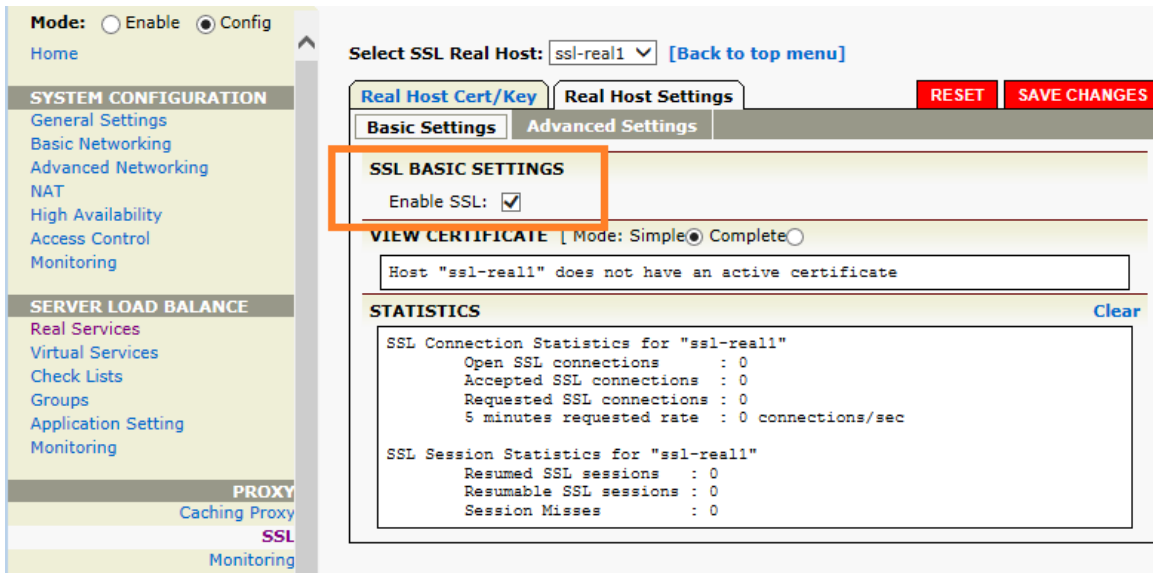 Mode: Enable Config
Home
SYSTEM CONFIGURATION
General Settings
Basic Networking
Advanced Networking
NAT
High Availability
Access Control
Monitoring
SERVER LOAD BALANCE
Real Services
Virtual Services
Check Lists
Groups
Application Setting
Monitoring
PROXY
Caching Proxy
SSL
Monitoring
Select SSL Real Host: ssl-real1 [Back to top menu]
Real Host Cert/Key Real Host Settings RESET SAVE CHANGES
Basic Settings Advanced Settings
SSL BASIC SETTINGS
Enable SSL:
VIEW CERTIFICATE [ Mode: Simple Complete
Host "ssl-real1" does not have an active certificate
STATISTICS Clear
SSL Connection Statistics for "ssl-real1"
Open SSL connections : 0
Accepted SSL connections : 0
Requested SSL connections : 0
5 minutes requested rate : 0 connections/sec
SSL Session Statistics for "ssl-real1"
Resumed SSL sessions : 0
Resumable SSL sessions : 0
Session Misses : 0